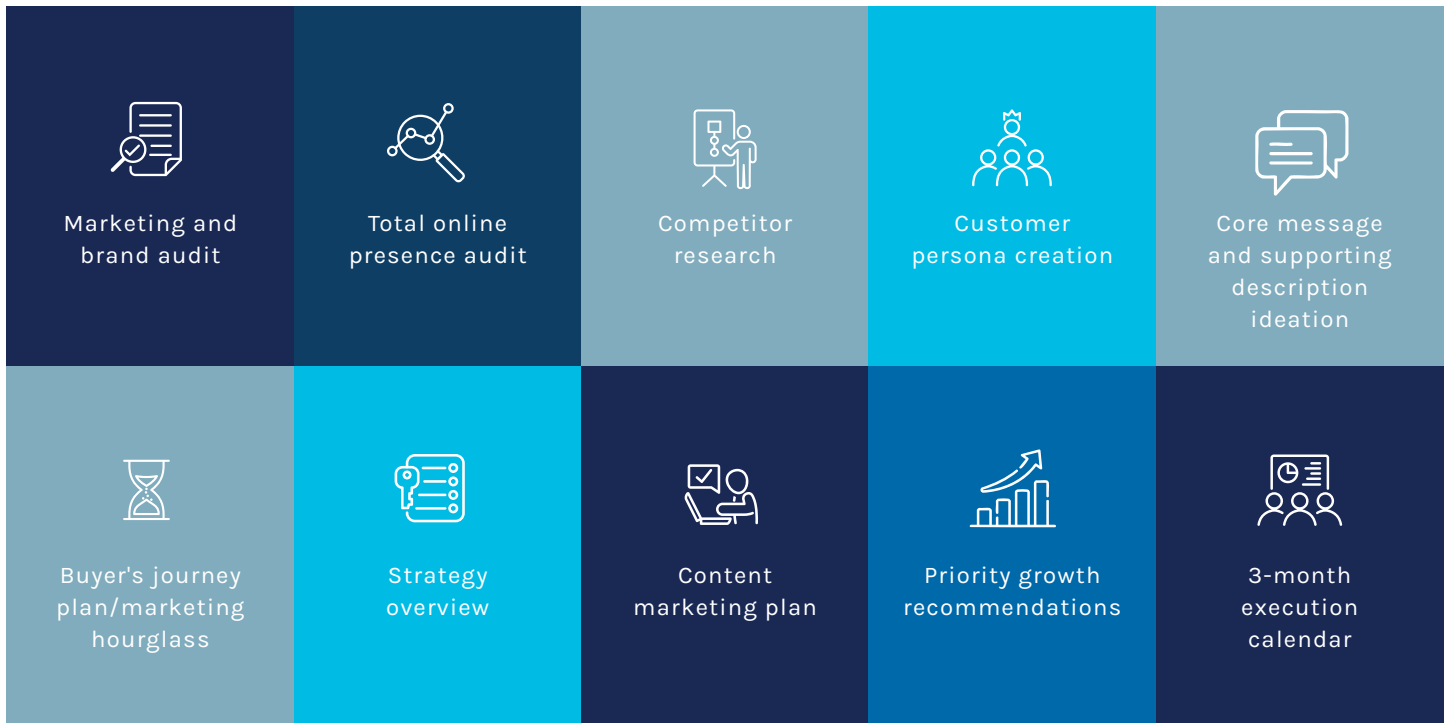 Marketing and
brand audit
Total online
presence audit
Competitor
research
Customer
persona creation
Core message
and supporting
description
ideation
Buyer's journey
plan/marketing
hourglass
Strategy
overview
Content
marketing plan
Priority growth
recommendations
3-month
execution
calendar